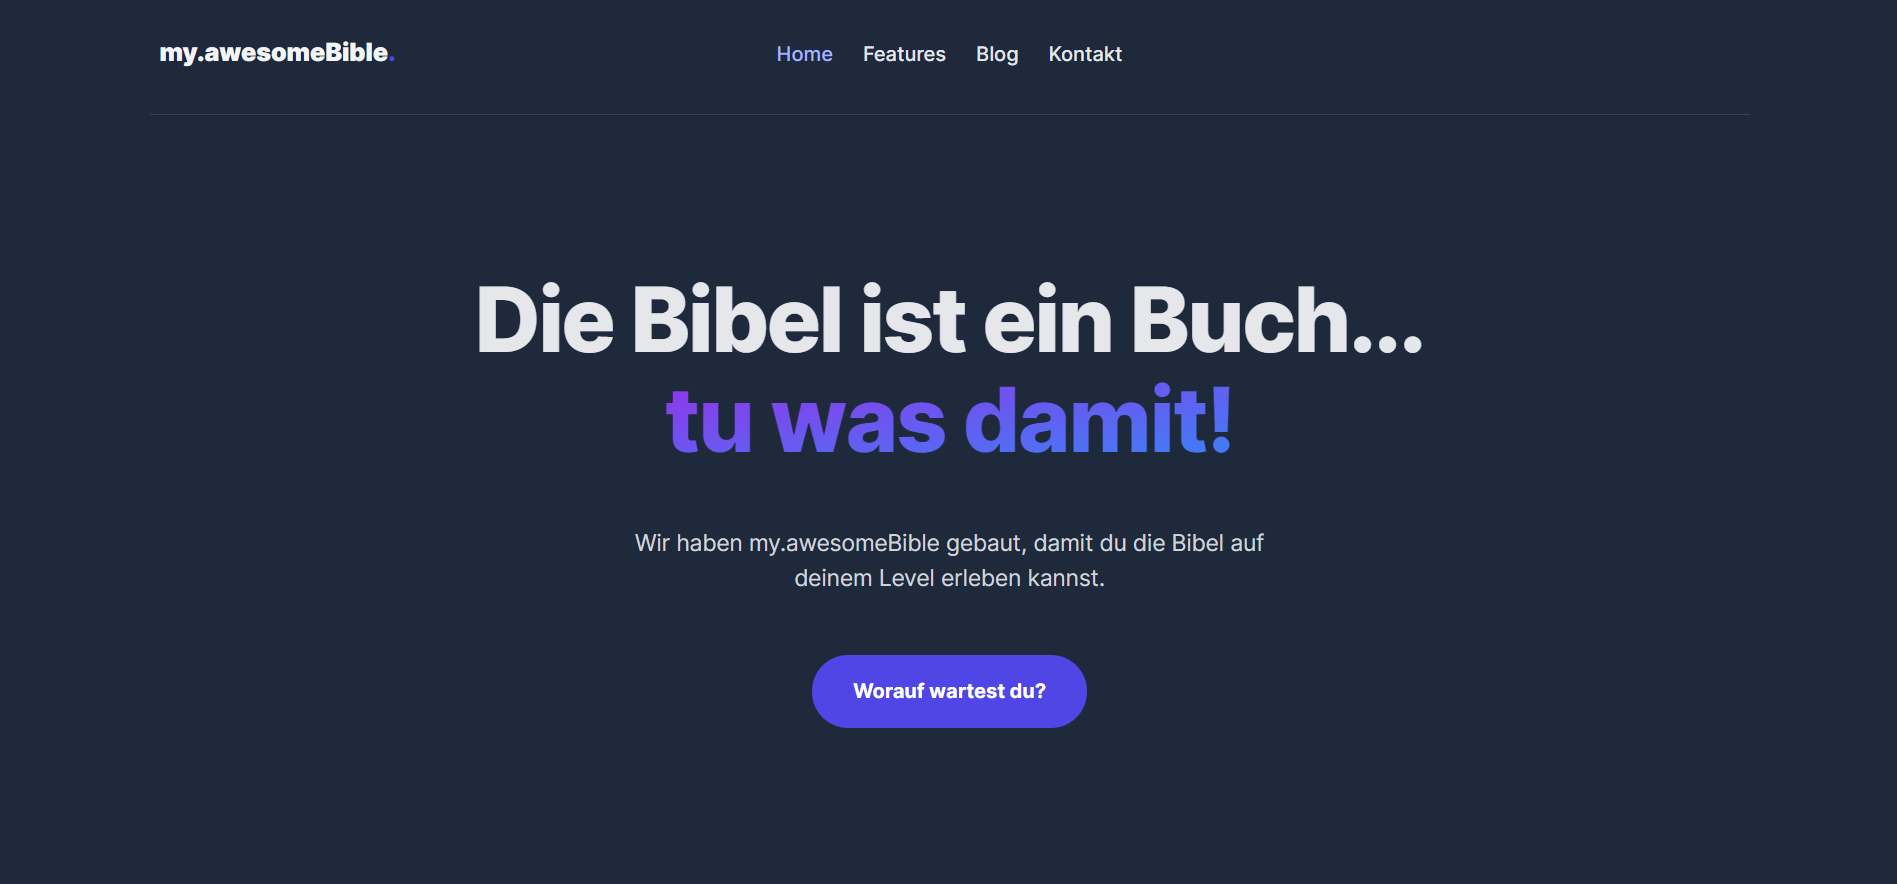 my.awesomeBible.
Home Features Blog Kontakt
Die Bibel ist ein Buch...
tu was damit!
Wir haben my.awesomeBible gebaut, damit du die Bibel auf
deinem Level erleben kannst.
Worauf wartest du?